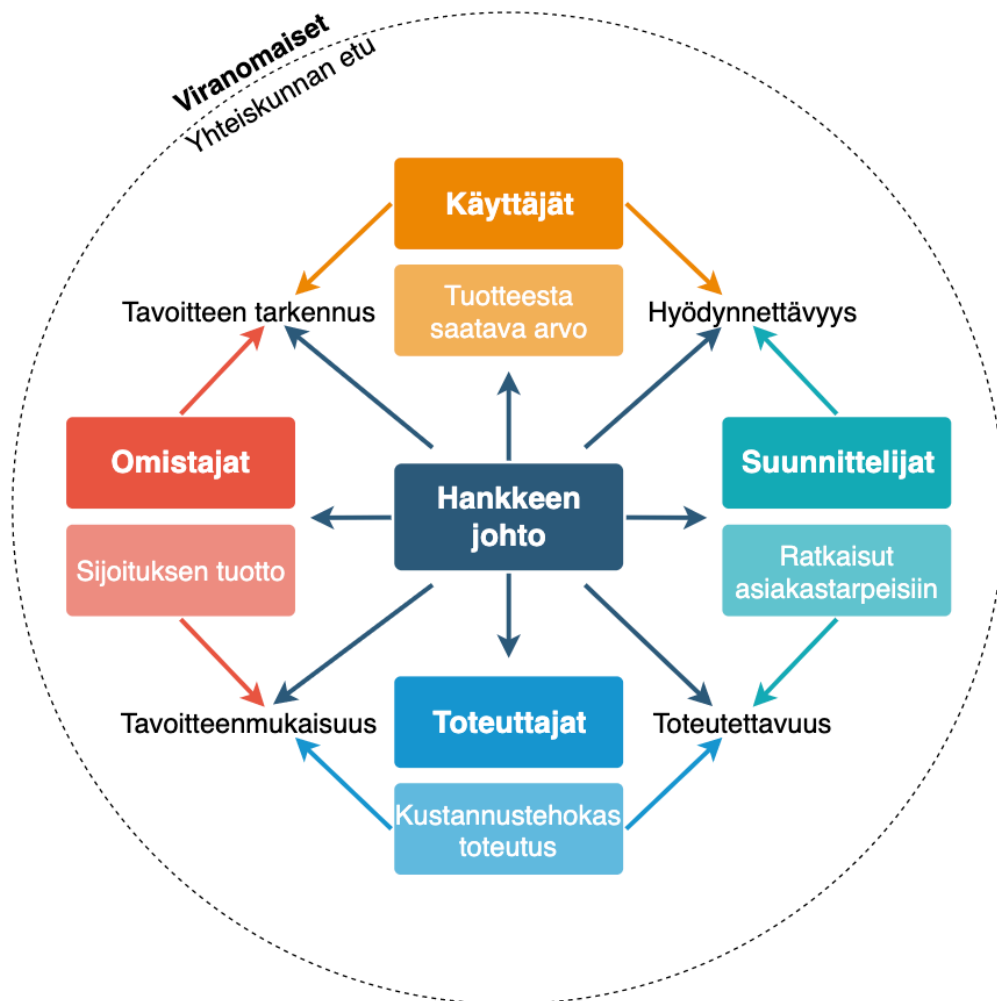 Viranomaiset
Yhteiskunnan etu
Käyttäjät
Tuotteesta
saatava arvo
Tavoitteen tarkennus
Hyödynnettävyys
Omistajat
Sijoituksen tuotto
Hankkeen
johto
Suunnittelijat
Ratkaisut
asiakastarpeisiin
Tavoitteenmukaisuus
Toteuttajat
Kustannustehokas
toteutus
Toteutettavuus